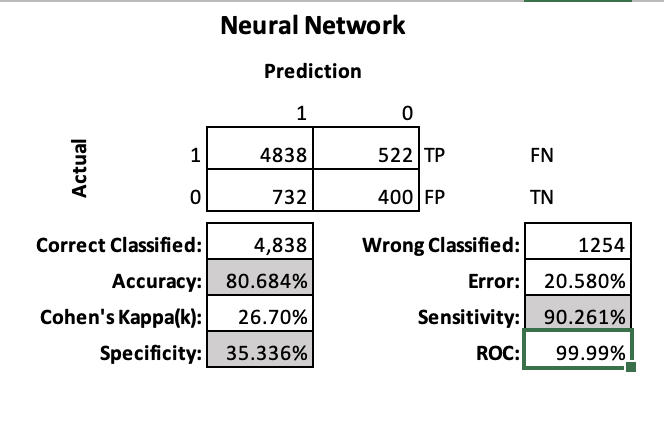 Neural Network
Prediction
1 0
Actual
1 4838 522 TP FN
0 732 400 FP TN
Correct Classified: 4,838 Wrong Classified: 1254
Accuracy: 80.684% Error: 20.580%
Cohen's Kappa(k): 26.70% Sensitivity: 90.261%
Specificity: 35.336% ROC: 99.99%